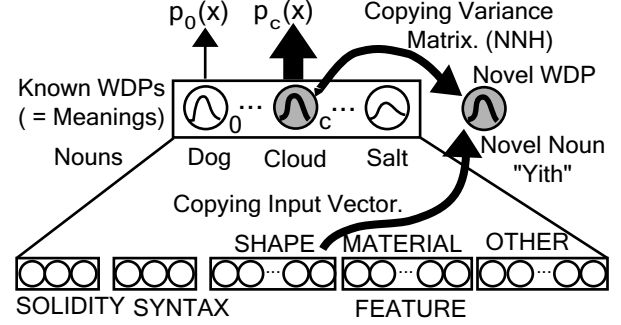 p0(x) pc(x) Copying Variance
Matrix. (NNH)
Known WDPs
( = Meanings)
Novel WDP
0 ... c ...
Nouns Dog Cloud Salt
Novel Noun
"Yith"
Copying Input Vector.
SHAPE MATERIAL OTHER
... ... ...
SOLIDITY SYNTAX FEATURE